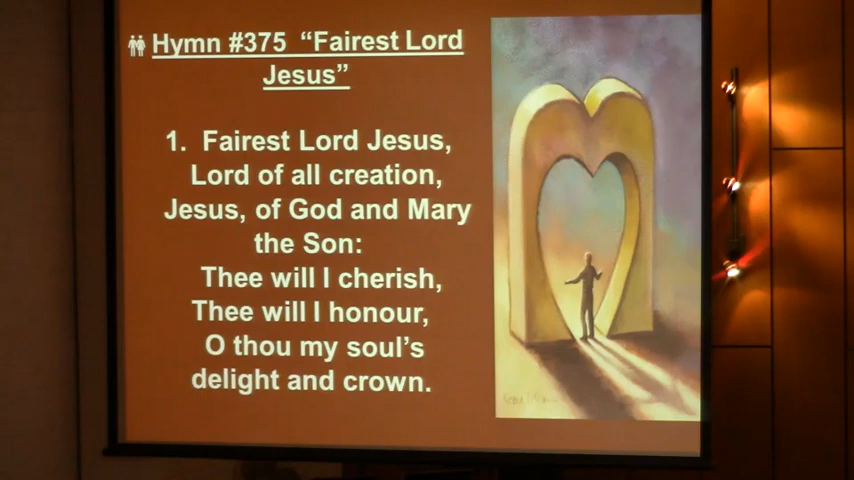 Hymn #375 “Fairest Lord
Jesus”
1. Fairest Lord Jesus,
Lord of all creation,
Jesus, of God and Mary
the Son:
Thee will I cherish,
Thee will I honour,
O thou my soul’s
delight and crown.